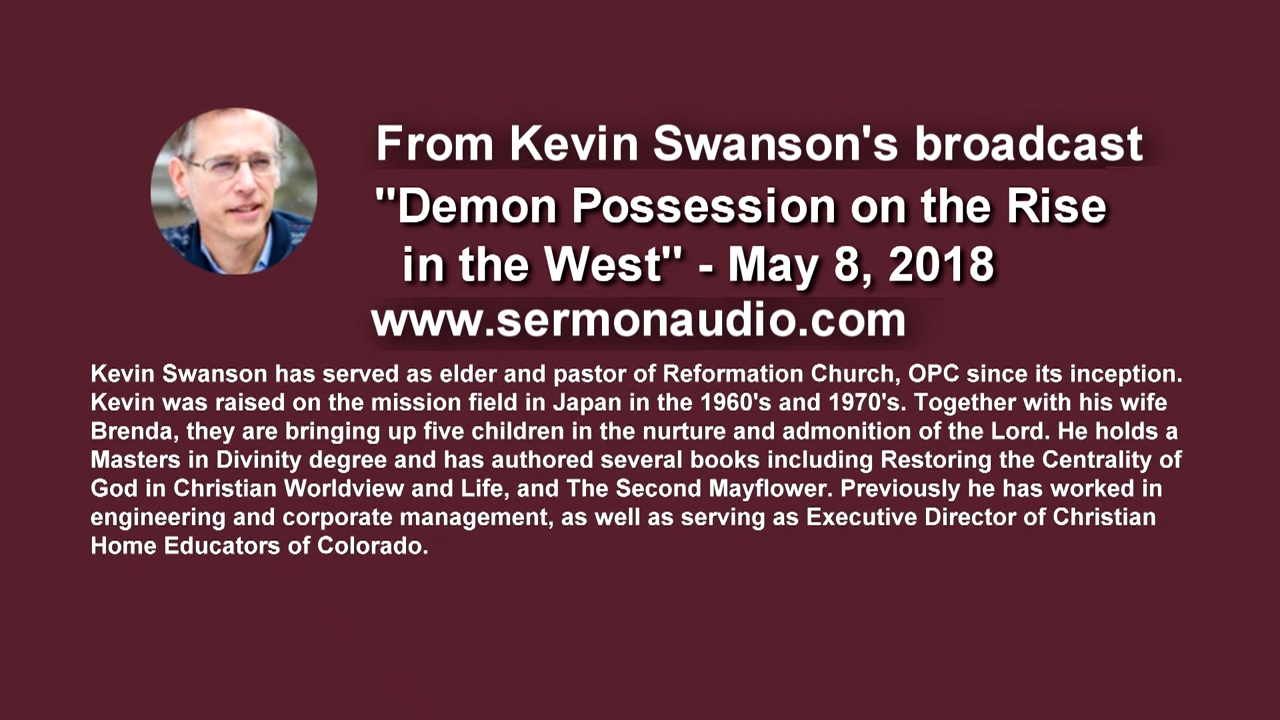 From Kevin Swanson's broadcast
"Demon Possession on the Rise
in the West" - May 8, 2018
www.sermonaudio.com
Kevin Swanson has served as elder and pastor of Reformation Church, OPC since its inception.
Kevin was raised on the mission field in Japan in the 1960's and 1970's. Together with his wife
Brenda, they are bringing up five children in the nurture and admonition of the Lord. He holds a
Masters in Divinity degree and has authored several books including Restoring the Centrality of
God in Christian Worldview and Life, and The Second Mayflower. Previously he has worked in
engineering and corporate management, as well as serving as Executive Director of Christian
Home Educators of Colorado.